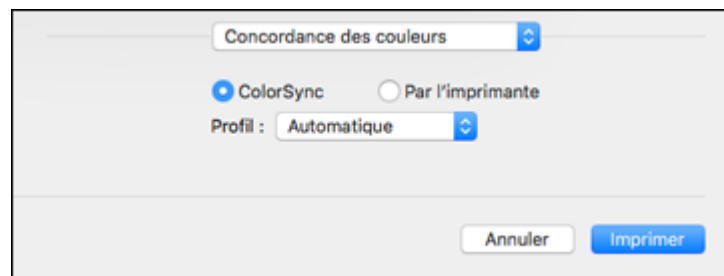 Concordance des couleurs
ColorSync Par l'imprimante
Profil : Automatique
Annuler Imprimer